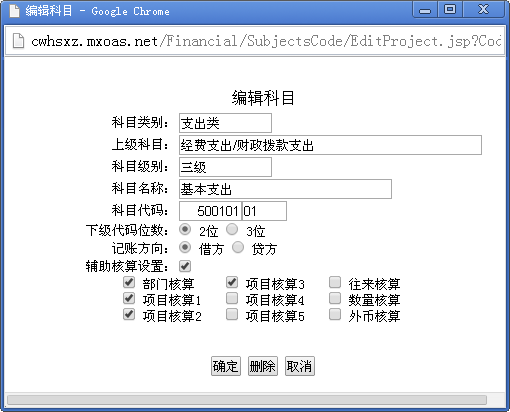 编辑科目 - Google Chrome
cwhsxz.mxoas.net/Financial/SubjectsCode/EditProject.jsp?Cod
编辑科目
科目类别: 支出类
上级科目: 经费支出/财政拨款支出
科目级别: 三级
科目名称: 基本支出
科目代码: 500101 01
下级代码位数: 2位 3位
记账方向: 借方 贷方
辅助核算设置:
部门核算 项目核算3 往来核算
项目核算1 项目核算4 数量核算
项目核算2 项目核算5 外币核算
确定 删除 取消